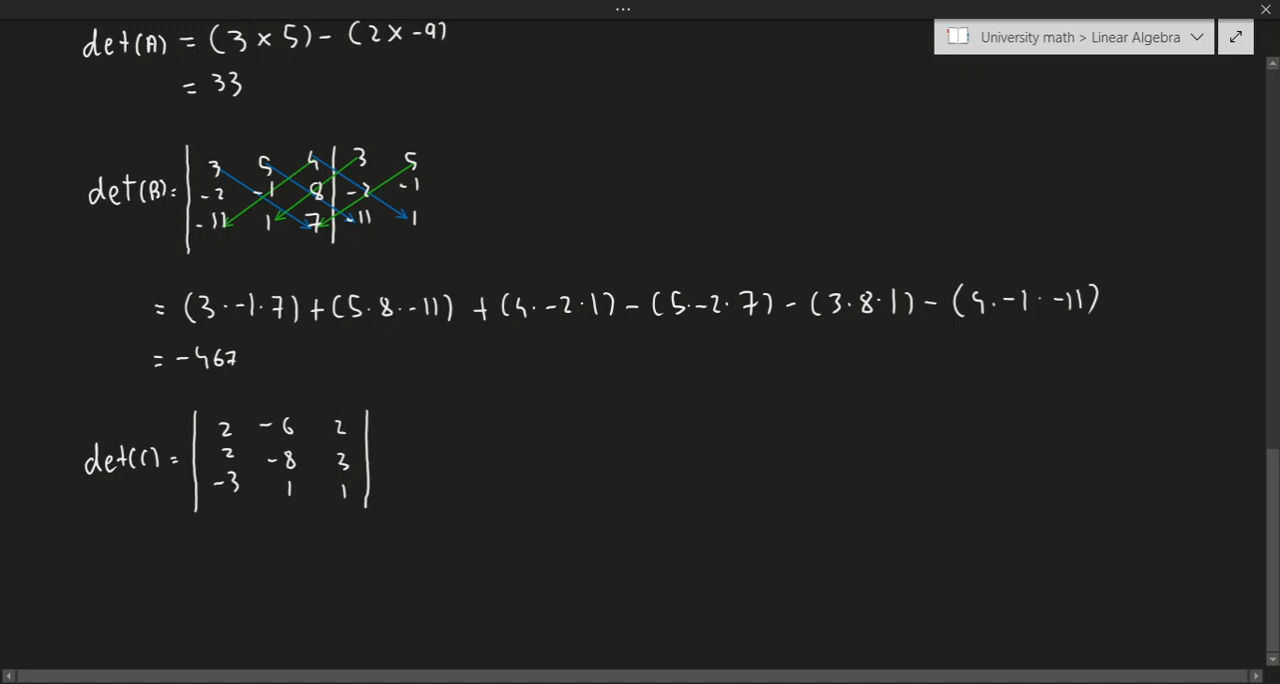 ...
University math > Linear Algebra
det(A) = (3 × 5) - (2 × -9)
= 33
det(B) = | 3 5 4 | 3 5
-2 -1 8 | -2 -1
-11 1 7 | -11 1
= (3·-1·7) + (5·8·-11) + (4·-2·1) - (5·-2·7) - (3·8·1) - (4·-1·-11)
= -467
det(C) = | 2 -6 2 |
2 -8 3
-3 1 1